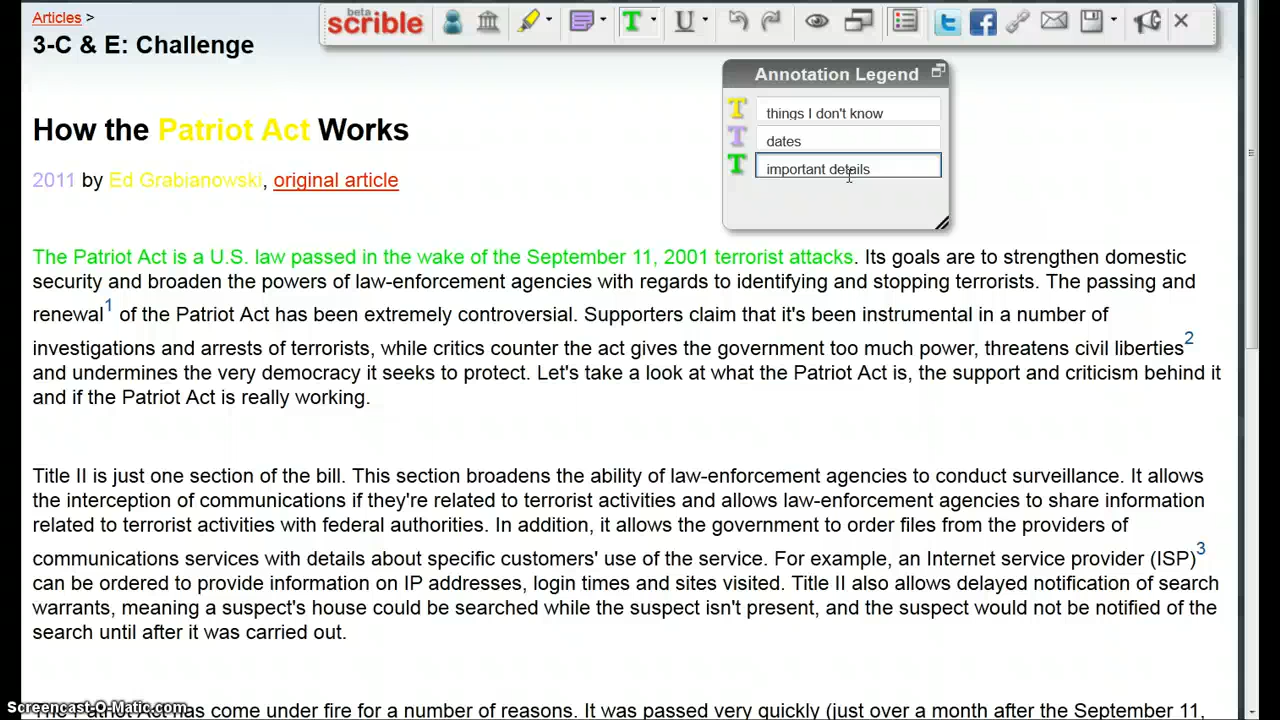 Articles >
beta
scrible
3-C & E: Challenge
Annotation Legend
things I don't know
dates
important details
How the Patriot Act Works
2011 by Ed Grabianowski, original article
The Patriot Act is a U.S. law passed in the wake of the September 11, 2001 terrorist attacks. Its goals are to strengthen domestic
security and broaden the powers of law-enforcement agencies with regards to identifying and stopping terrorists. The passing and
renewal1 of the Patriot Act has been extremely controversial. Supporters claim that it's been instrumental in a number of
investigations and arrests of terrorists, while critics counter the act gives the government too much power, threatens civil liberties2
and undermines the very democracy it seeks to protect. Let's take a look at what the Patriot Act is, the support and criticism behind it
and if the Patriot Act is really working.
Title II is just one section of the bill. This section broadens the ability of law-enforcement agencies to conduct surveillance. It allows
the interception of communications if they're related to terrorist activities and allows law-enforcement agencies to share information
related to terrorist activities with federal authorities. In addition, it allows the government to order files from the providers of
communications services with details about specific customers' use of the service. For example, an Internet service provider (ISP)3
can be ordered to provide information on IP addresses, login times and sites visited. Title II also allows delayed notification of search
warrants, meaning a suspect's house could be searched while the suspect isn't present, and the suspect would not be notified of the
search until after it was carried out.
The Patriot Act has come under fire for a number of reasons. It was passed very quickly (just over a month after the September 11,
Screencast-O-Matic.com